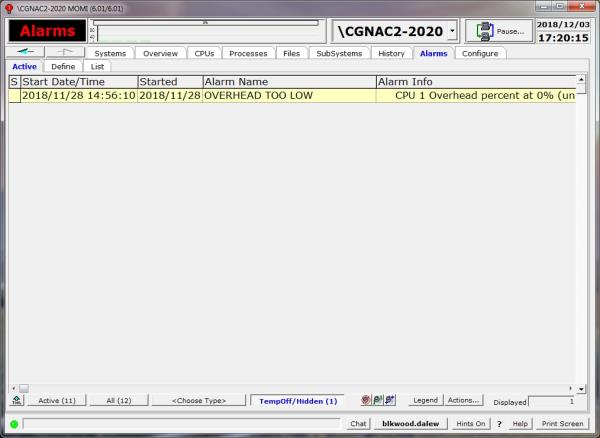 \CGNAC2-2020 MOMI (6.01/6.01)
Alarms
\CGNAC2-2020
Pause...
2018/12/03
17:20:15
Systems Overview CPUs Processes Files SubSystems History Alarms Configure
Active Define List
S Start Date/Time Started Alarm Name Alarm Info
2018/11/28 14:56:10 2018/11/28 OVERHEAD TOO LOW CPU 1 Overhead percent at 0% (un
Active (11) All (12) <Choose Type> TempOff/Hidden (1) Legend Actions... Displayed 1
Chat blkwood.dalew Hints On ? Help Print Screen